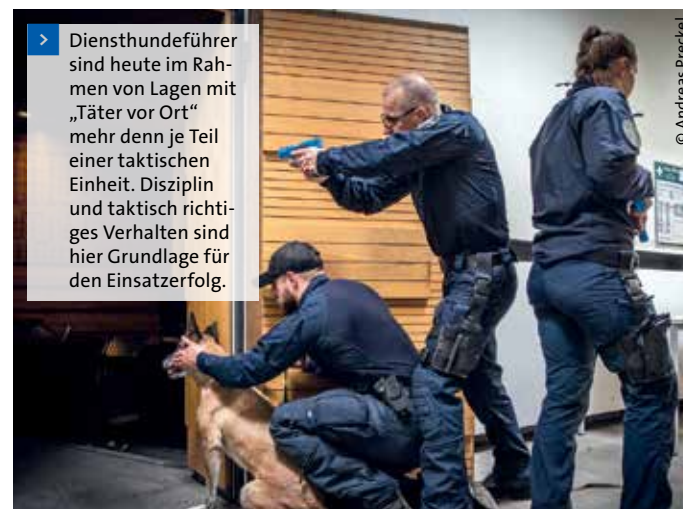 > Diensthundeführer
sind heute im Rah-
men von Lagen mit
„Täter vor Ort“
mehr denn je Teil
einer taktischen
Einheit. Disziplin
und taktisch richti-
ges Verhalten sind
hier Grundlage für
den Einsatzerfolg.
© Andreas Preckel